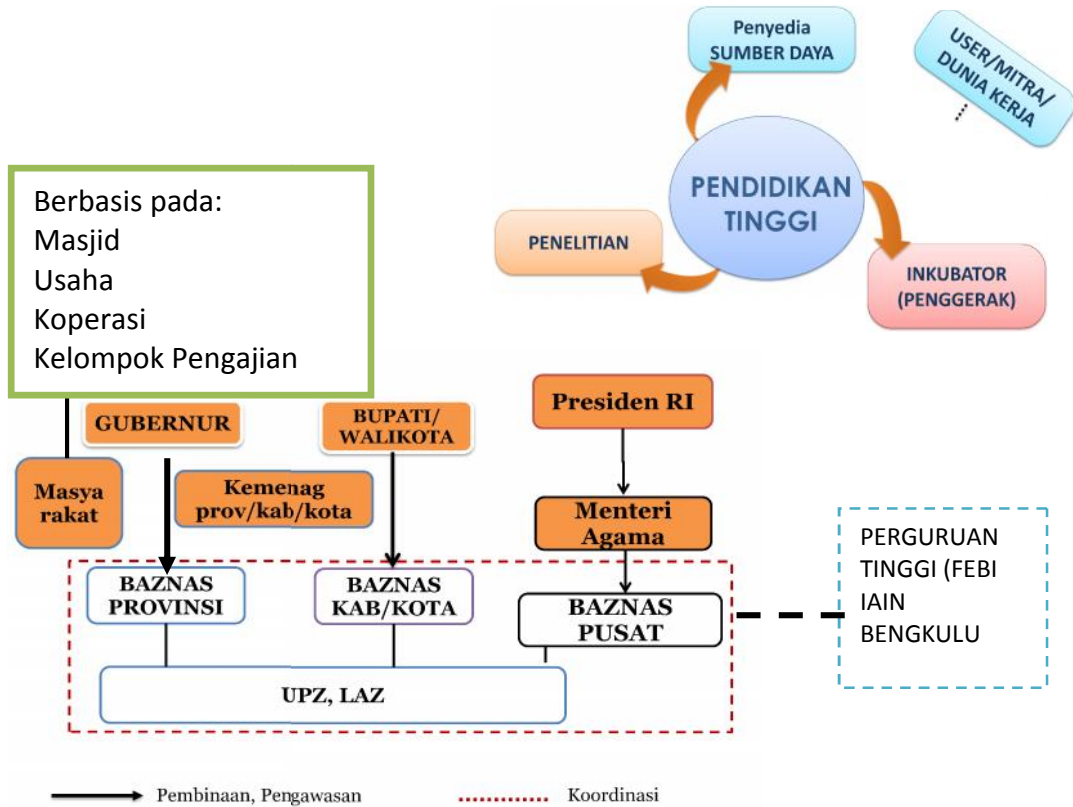 Penyedia
SUMBER DAYA
USER/MITRA/
DUNIA KERJA
PENDIDIKAN
TINGGI
PENELITIAN
INKUBATOR
(PENGGERAK)
Berbasis pada:
Masjid
Usaha
Koperasi
Kelompok Pengajian
GUBERNUR
BUPATI/
WALIKOTA
Presiden RI
Masya
rakat
Kemenag
prov/kab/kota
Menteri
Agama
BAZNAS
PROVINSI
BAZNAS
KAB/KOTA
BAZNAS
PUSAT
PERGURUAN
TINGGI (FEBI
IAIN
BENGKULU
UPZ, LAZ
Pembinaan, Pengawasan
Koordinasi